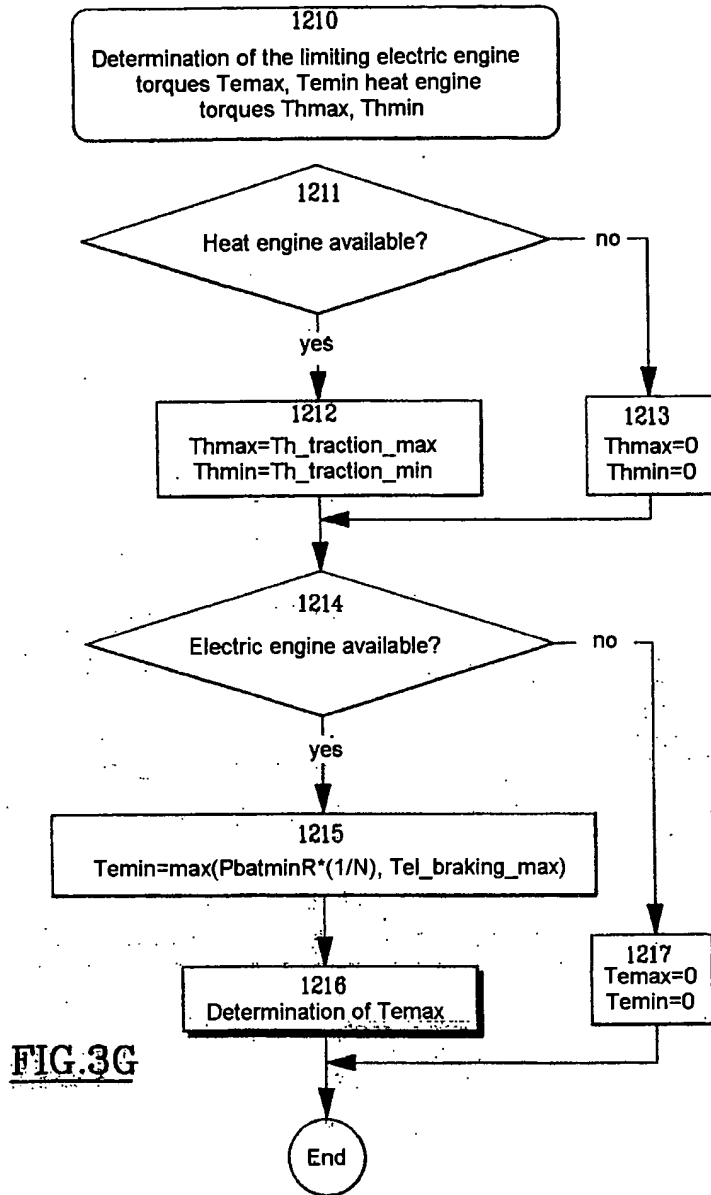 1210
Determination of the limiting electric engine
torques Temax, Temin heat engine
torques Thmax, Thmin
1211
Heat engine available?
no
yes
1212
Thmax=Th_traction_max
Thmin=Th_traction_min
1213
Thmax=0
Thmin=0
1214
Electric engine available?
no
yes
1215
Temin=max(PbatminR*(1/N), Tel_braking_max)
1216
Determination of Temax
1217
Temax=0
Temin=0
FIG.3G
End